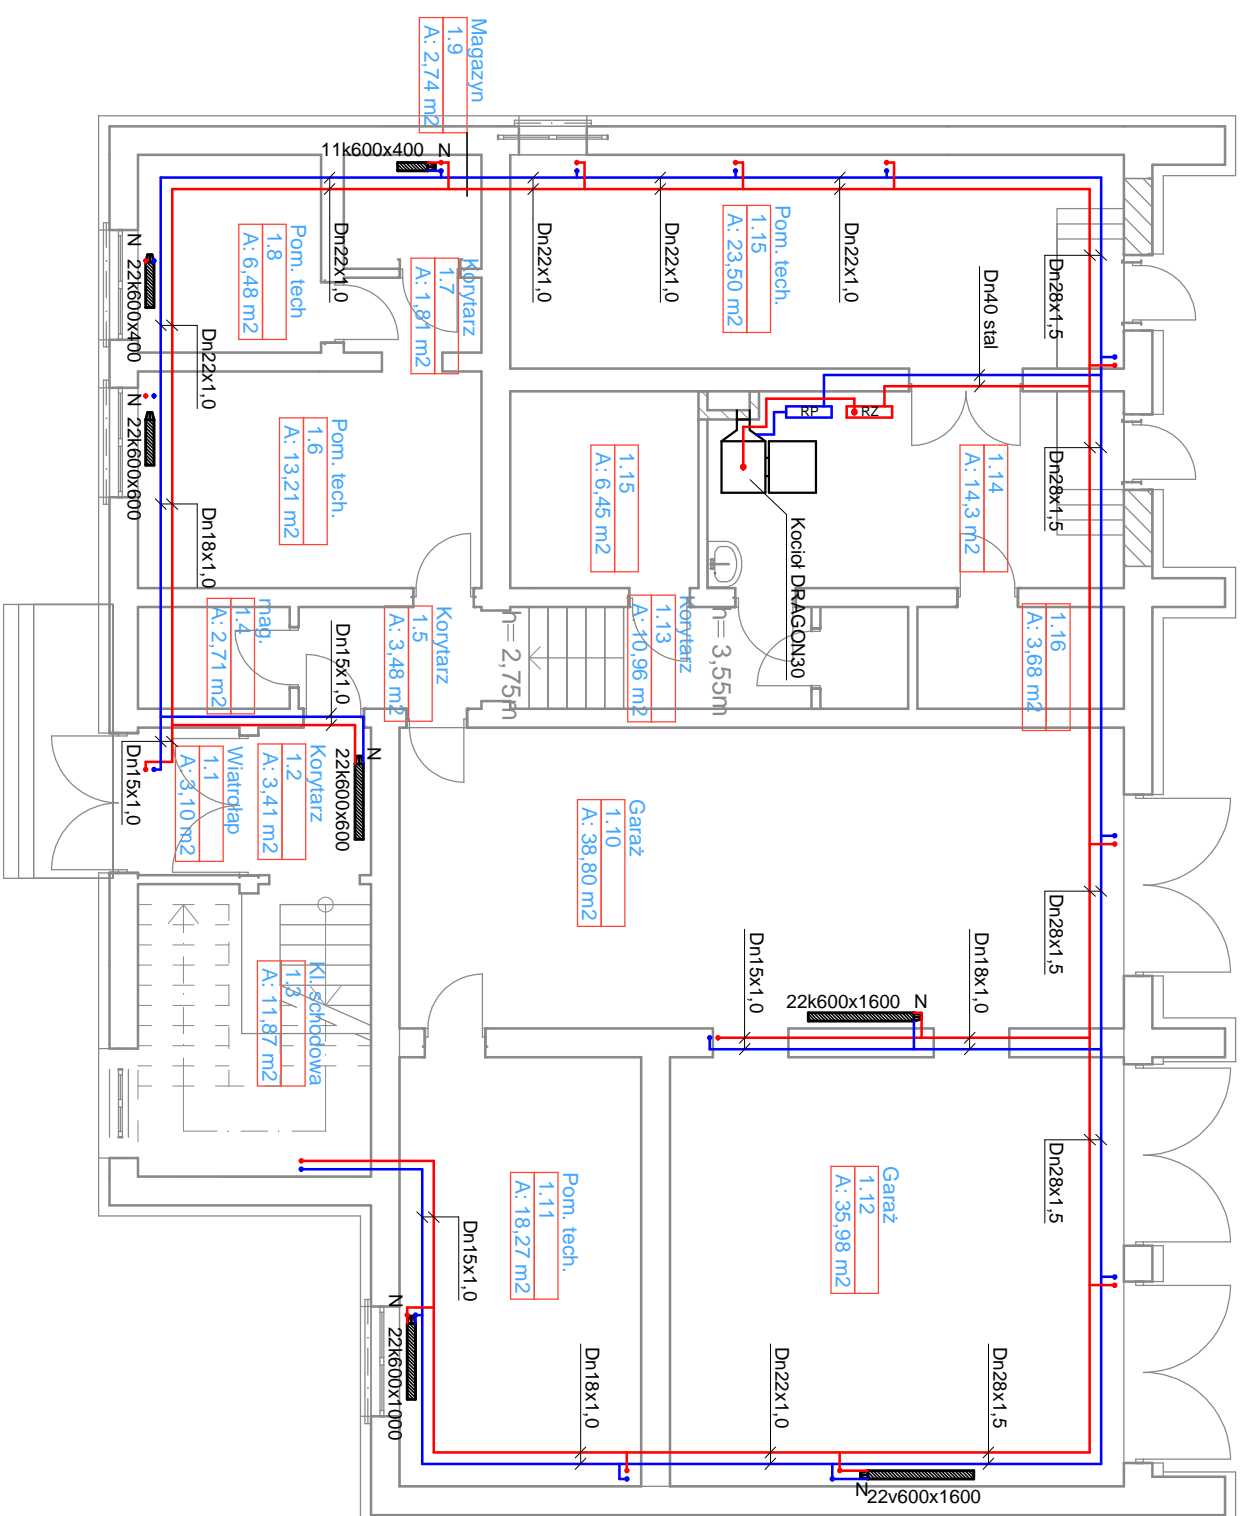 Magazyn
1.9
A: 2,74 m2
11k600x400
N
Dn22x1,0
Dn22x1,0
Dn22x1,0
Dn22x1,0
Pom. tech.
1.15
A: 23,50 m2
Dn28x1,5
Dn40 stal
Pom. tech
1.8
A: 6,48 m2
Korytarz
1.7
A: 1,81 m2
N
22k600x400
Dn22x1,0
N
22k600x600
Dn18x1,0
Pom. tech.
1.6
A: 13,21 m2
1.15
A: 6,45 m2
RP
RZ
Kocioł DRAGON30
1.14
A: 14,3 m2
Dn28x1,5
mag.
1.4
A: 2,71 m2
Dn15x1,0
Korytarz
1.5
A: 3,48 m2
h= 2,75m
Korytarz
1.13
A: 10,96 m2
h= 3,55m
1.16
A: 3,68 m2
Dn15x1,0
Wiatrołap
1.1
A: 3,10 m2
Korytarz
1.2
A: 3,41 m2
N
22k600x600
Garaż
1.10
A: 38,80 m2
Dn28x1,5
Dn15x1,0
22k600x1600
N
Dn18x1,0
Kl. schodowa
1.3
A: 11,87 m2
Dn15x1,0
Pom. tech.
1.11
A: 18,27 m2
Garaż
1.12
A: 35,98 m2
Dn28x1,5
N
22k600x1000
Dn18x1,0
Dn22x1,0
Dn28x1,5
N
22v600x1600